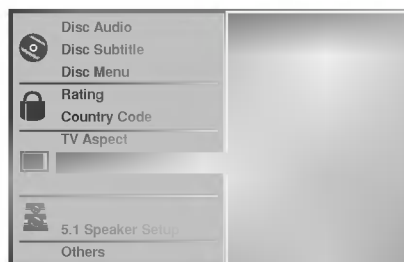 Disc Audio
Disc Subtitle
Disc Menu
Rating
Country Code
TV Aspect
5.1 Speaker Setup
Others